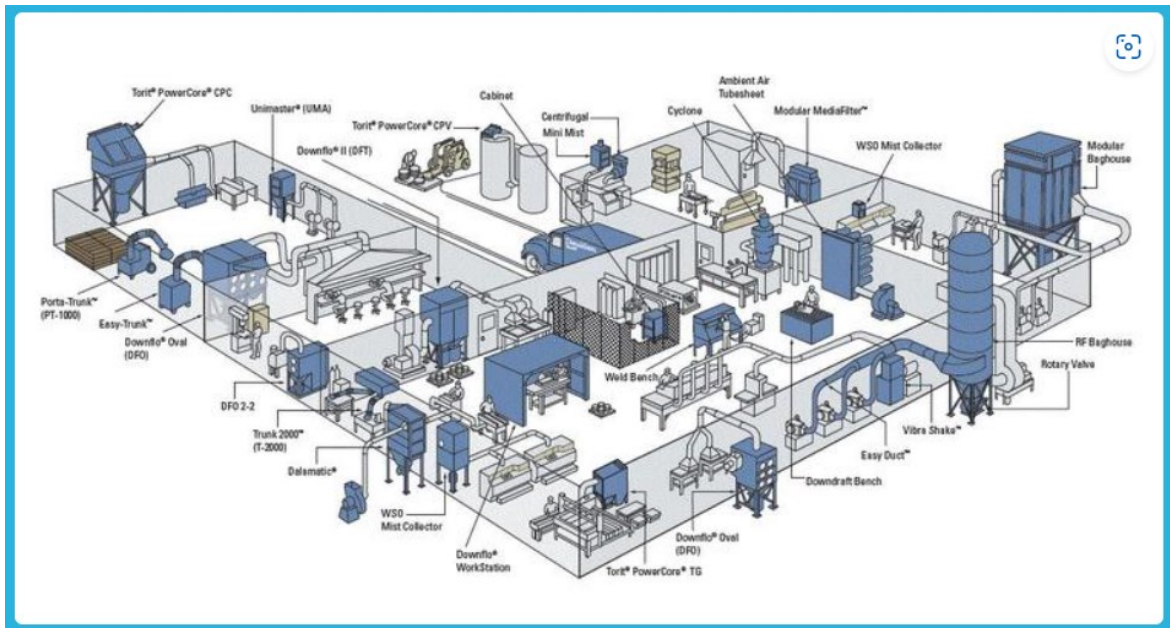 Torit® PowerCore® CPC
Unimaster® (UMA)
Torit® PowerCore® CPV
Downflo® II (DFT)
Cabinet
Centrifugal
Mini Mist
Cyclone
Ambient Air
Tubesheet
Modular MediaFilter™
WSO Mist Collector
Modular
Baghouse
Porta-Trunk™
(PT-1000)
Easy-Trunk™
Downflo® Oval
(DFO)
DFO 2-2
Trunk 2000™
(T-2000)
Dalamatic®
WSO
Mist Collector
Downflo®
WorkStation
Torit® PowerCore® TG
Downflo® Oval
(DFO)
Weld Bench
Downdraft Bench
Easy Duct™
Vibra Shake™
RF Baghouse
Rotary Valve